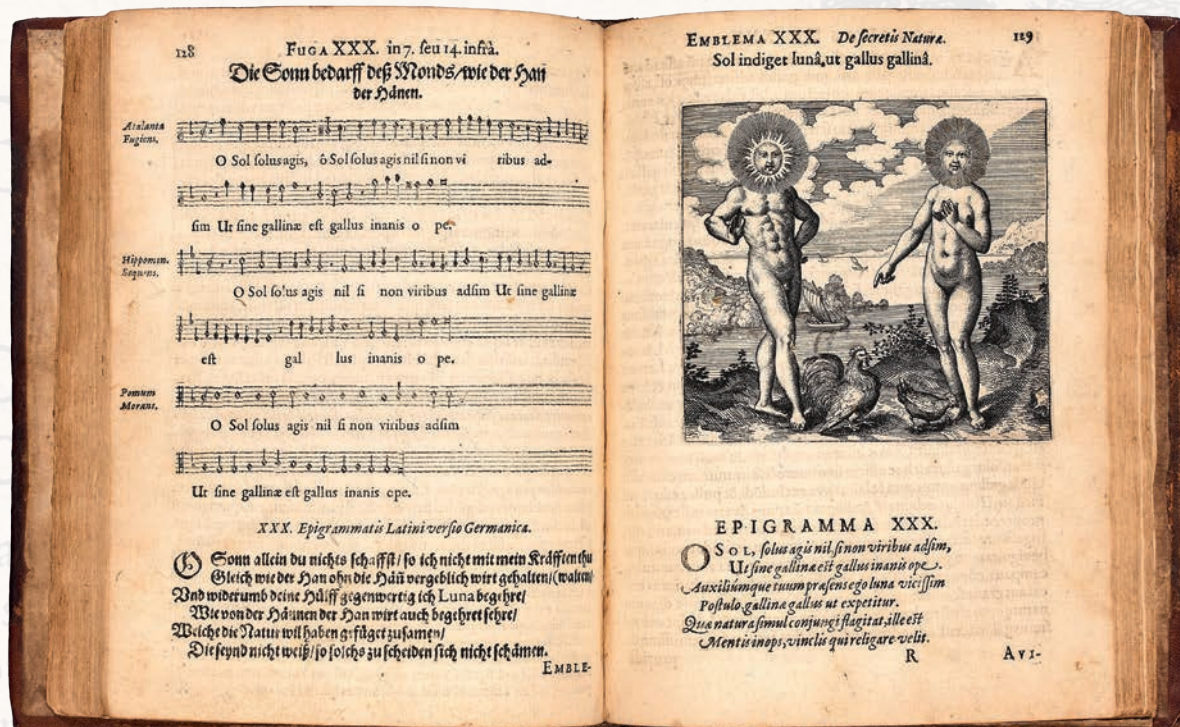 128
FUGA XXX. in 7. seu 14. infrà.
Die Sonn bedarff deß Monds/wie der Han
der Hänen.
Atalanta
Fugiens.
O Sol solus agis, ô Sol solus agis nil si non vi ribus ad-
sim Ut sine gallinæ est gallus inanis o pe.
Hippomen.
Sequens.
O Sol solus agis nil si non viribus adsim Ut sine gallinæ
est gal lus inanis o pe.
Pomum
Morans.
O Sol solus agis nil si non viribus adsim
Ut sine gallinæ est gallus inanis ope.
XXX. Epigrammatis Latini versio Germanica.
O Sonn allein du nichts schaffst/ so ich nicht mit mein Kräfften thu
Gleich wie der Han ohn die Hän vergeblich wirt gehalten/(walten/
Vnd widerumb deine Hülff gegenwertig ich Luna begehre/
Wie von der Hännen der Han wirt auch begehret sehre/
Welche die Natur wil haben gefüget zusamen/
Die seynd nicht weiß/ so solchs zu scheiden sich nicht schämen.
EMBLE-
EMBLEMA XXX. De secretis Naturæ. 129
Sol indiget lunâ, ut gallus gallinâ.
EPIGRAMMA XXX.
O SOL, solus agis nil si non viribus adsim,
Ut sine gallinæ est gallus inanis ope.
Auxiliúmque tuum præsens ego luna vicissim
Postulo, gallinæ gallus ut expetitur.
Quæ natura simul conjungi flagitat, ille est
Mentis inops, vinclis qui religare velit.
R AVI-